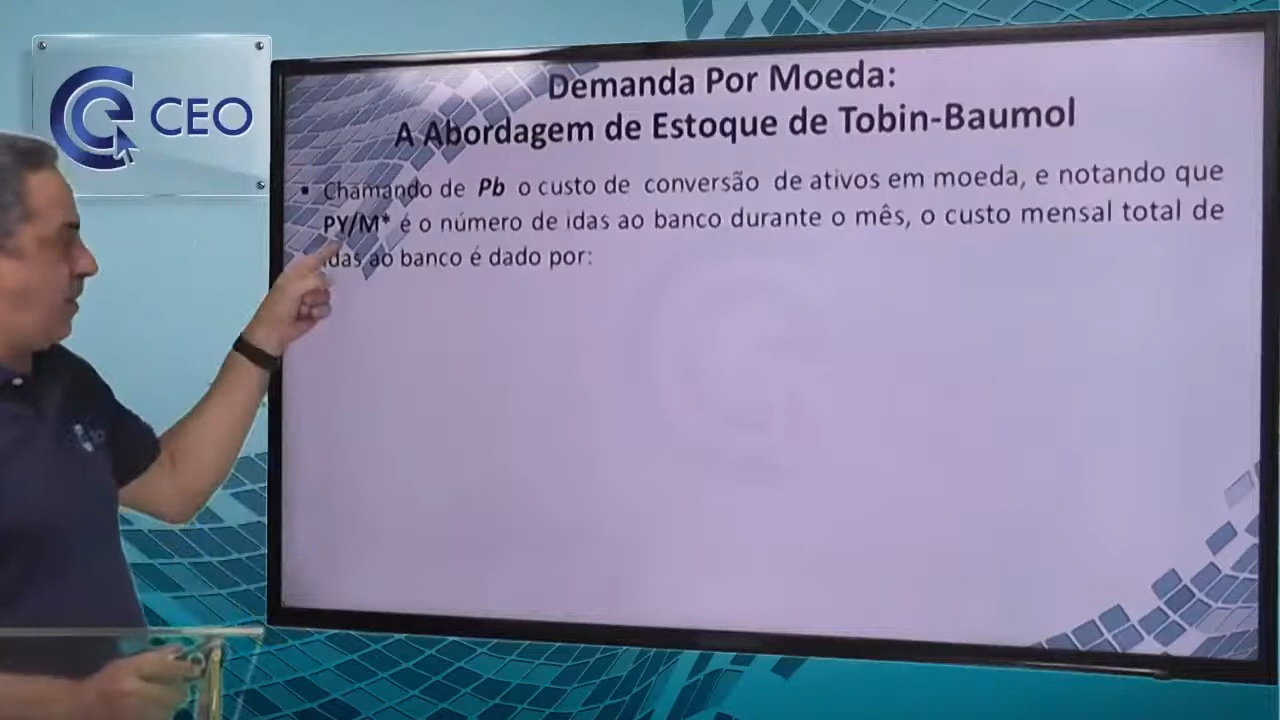 CEO
Demanda Por Moeda:
A Abordagem de Estoque de Tobin-Baumol
▪ Chamando de Pb o custo de conversão de ativos em moeda, e notando que
PY/M* é o número de idas ao banco durante o mês, o custo mensal total de
idas ao banco é dado por: